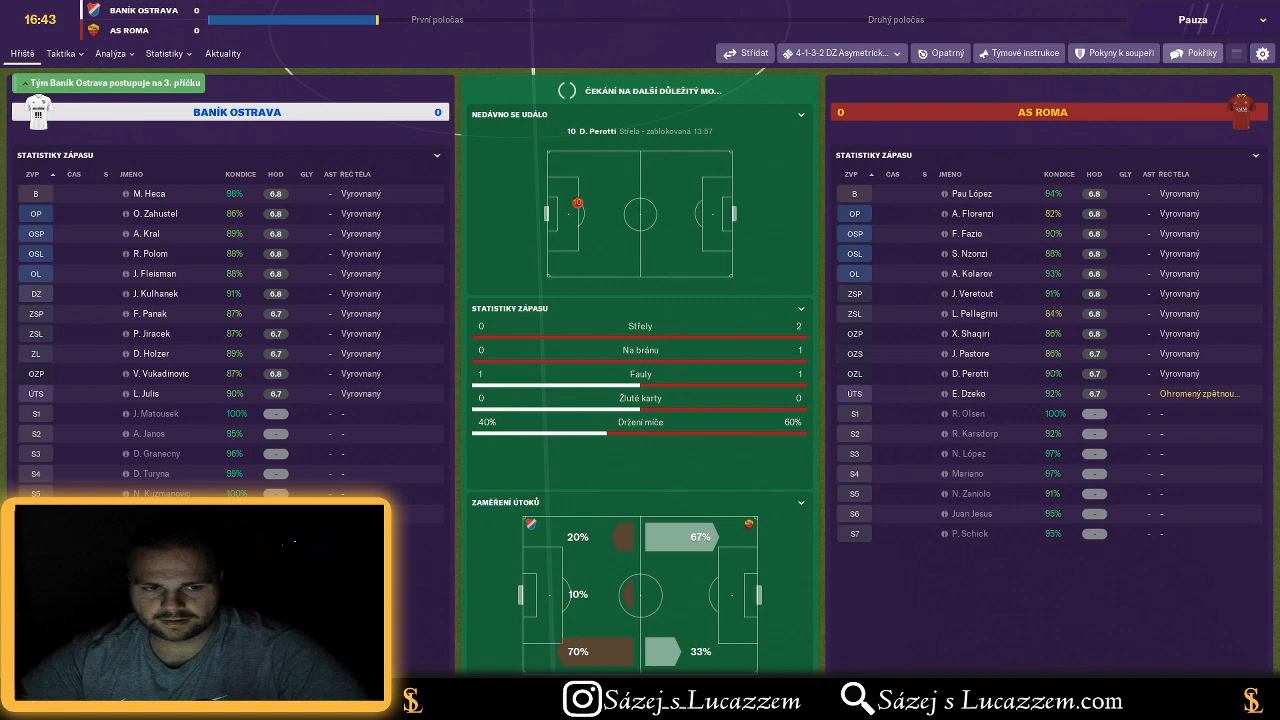 16:43
BANÍK OSTRAVA 0
AS ROMA 0
První poločas
Druhý poločas
Pauza
Hřiště Taktika Analýza Statistiky Aktuality
Střídat
4-1-3-2 DZ Asymetrick...
Opatrný
Týmové instrukce
Pokyny k soupeři
Pokřiky
Tým Baník Ostrava postupuje na 3. příčku
BANÍK OSTRAVA 0
STATISTIKY ZÁPASU
ZVP ČAS S JMÉNO KONDICE HOD GLY AST ŘEČ TĚLA
B M. Heca 98% 6.8 - Vyrovnaný
OP O. Zahustel 86% 6.8 - Vyrovnaný
OSP A. Kral 89% 6.8 - Vyrovnaný
OSL R. Polom 88% 6.8 - Vyrovnaný
OL J. Fleisman 88% 6.8 - Vyrovnaný
DZ J. Kulhanek 91% 6.8 - Vyrovnaný
ZSP F. Panak 87% 6.7 - Vyrovnaný
ZSL P. Jiracek 87% 6.7 - Vyrovnaný
ZL D. Holzer 89% 6.7 - Vyrovnaný
OZP V. Vukadinovic 87% 6.8 - Vyrovnaný
ÚTS L. Julis 90% 6.7 - Vyrovnaný
S1 J. Matousek 100% - - -
S2 A. Janos 95% - - -
S3 D. Granecny 96% - - -
S4 D. Turyna 99% - - -
S5 N. Kuzmanovic 100% - - -
ČEKÁNÍ NA DALŠÍ DŮLEŽITÝ MO...
NEDÁVNO SE UDÁLO
10 D. Perotti Střela - zablokovaná 13:57
10
STATISTIKY ZÁPASU
0 Střely 2
0 Na bránu 1
1 Fauly 1
0 Žluté karty 0
40% Držení míče 60%
ZAMĚŘENÍ ÚTOKŮ
20% 67%
10%
70% 33%
0 AS ROMA
STATISTIKY ZÁPASU
ZVP ČAS S JMÉNO KONDICE HOD GLY AST ŘEČ TĚLA
B Pau López 94% 6.8 - Vyrovnaný
OP A. Florenzi 82% 6.8 - Vyrovnaný
OSP F. Fazio 90% 6.8 - Vyrovnaný
OSL S. Nzonzi 88% 6.8 - Vyrovnaný
OL A. Kolarov 93% 6.8 - Vyrovnaný
ZSP J. Veretout 91% 6.8 - Vyrovnaný
ZSL L. Pellegrini 84% 6.8 - Vyrovnaný
OZP X. Shaqiri 86% 6.8 - Vyrovnaný
OZS J. Pastore 86% 6.7 - Vyrovnaný
OZL D. Perotti 90% 6.7 - Vyrovnaný
ÚTS E. Dzeko 92% 6.7 - Ohromený zpětnou...
S1 R. Olsen 100% - - -
S2 R. Karsdorp 92% - - -
S3 N. López 97% - - -
S4 Mariano 97% - - -
S5 N. Zaniolo 91% - - -
S6 Juan Jesus 95% - - -
S7 P. Schick 95% - - -
Sázej_s_Lucazzem
Sázej s Lucazzem.com